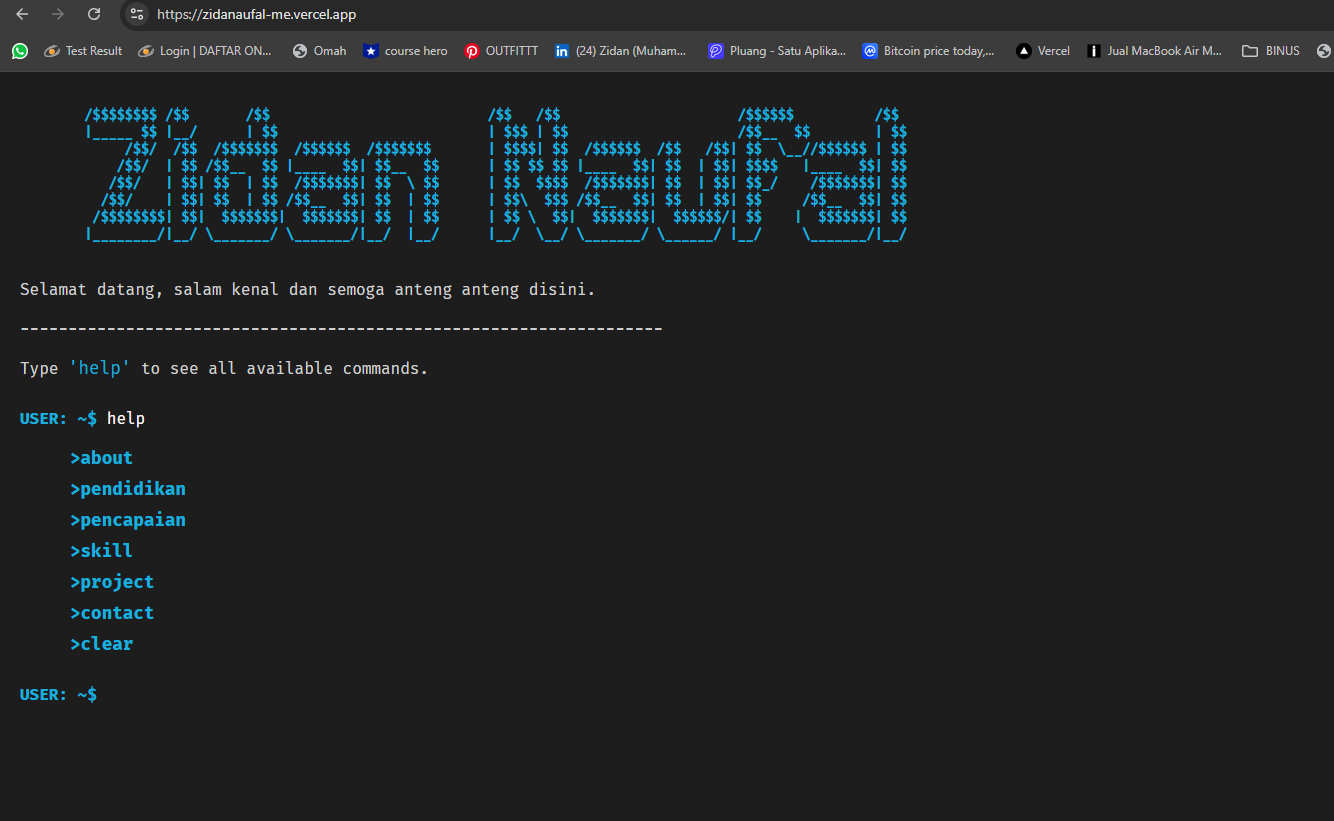 https://zidanaufal-me.vercel.app
Test Result
Login | DAFTAR ON...
Omah
course hero
OUTFITTT
(24) Zidan (Muham...
Pluang - Satu Aplika...
Bitcoin price today,...
Vercel
Jual MacBook Air M...
BINUS
Zidan Naufal
Selamat datang, salam kenal dan semoga anteng anteng disini.
-------------------------------------------------------------------
Type 'help' to see all available commands.
USER: ~$ help
>about
>pendidikan
>pencapaian
>skill
>project
>contact
>clear
USER: ~$